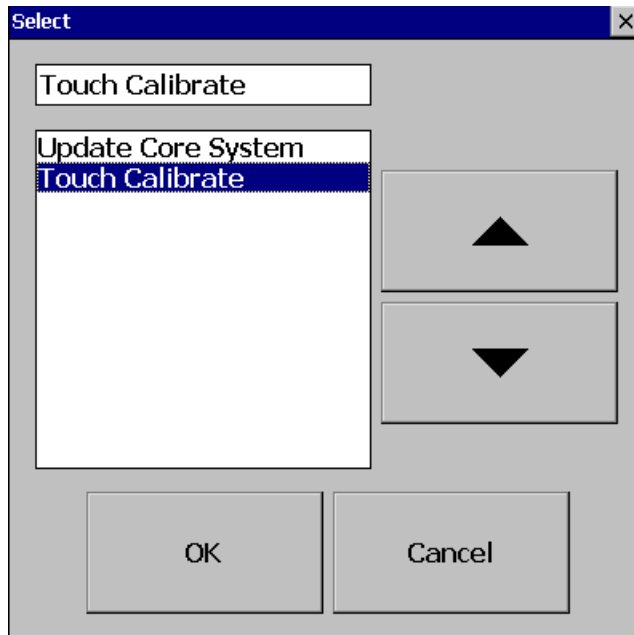 Select
Touch Calibrate
Update Core System
Touch Calibrate
OK
Cancel